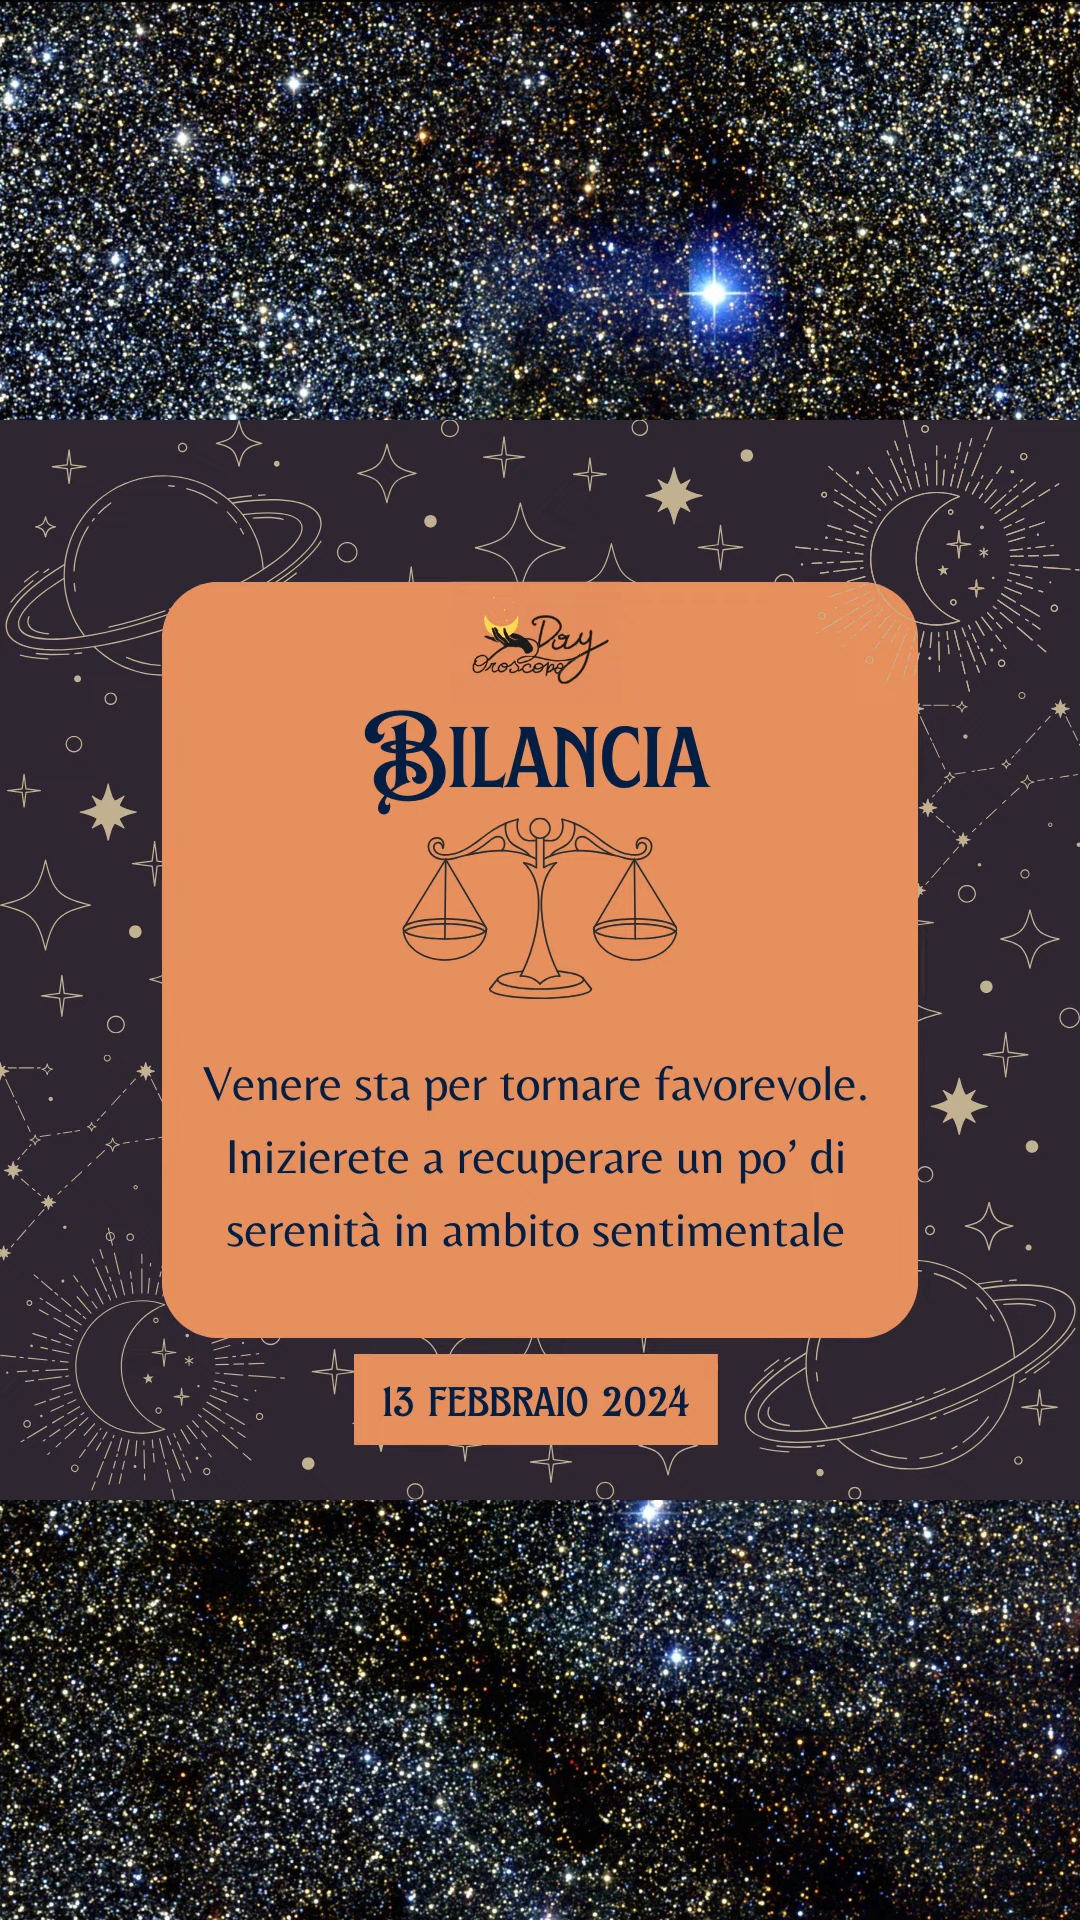 Day
Oroscopo
BILANCIA
Venere sta per tornare favorevole.
Inizierete a recuperare un po’ di
serenità in ambito sentimentale
13 FEBBRAIO 2024